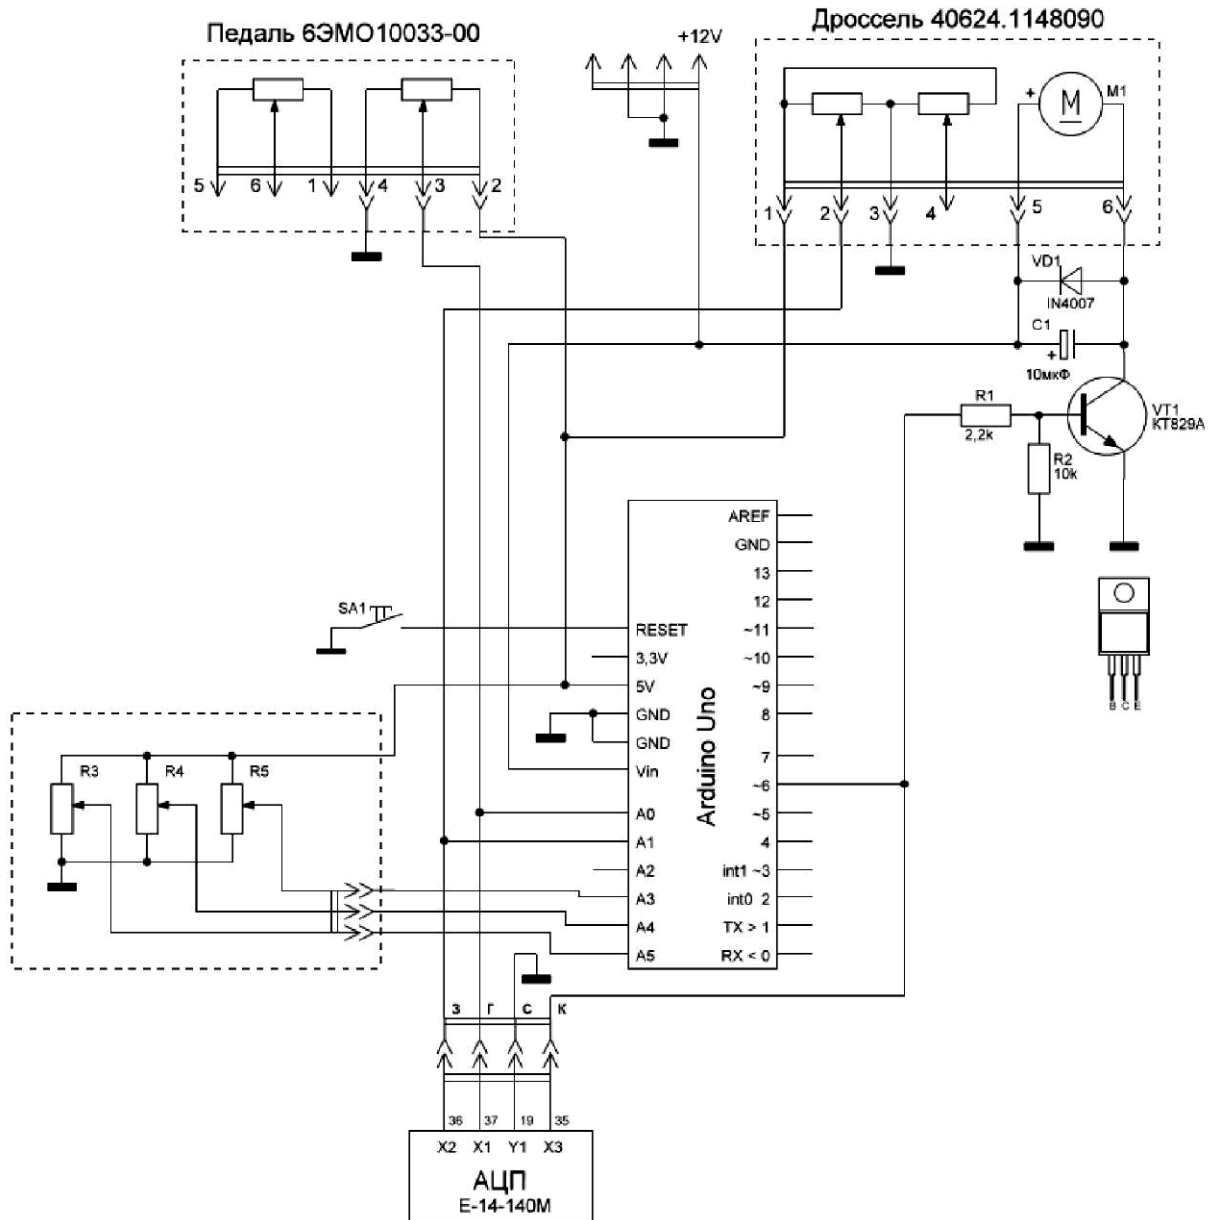 Педаль 6ЭМО10033-00
+12V
Дроссель 40624.1148090
+
M
M1
5
6
1
4
3
2
1
2
3
4
5
6
VD1
IN4007
C1
+
10мкФ
R1
2,2k
VT1
KT829A
R2
10k
AREF
GND
13
12
SA1
RESET
~11
3,3V
~10
5V
~9
GND
8
GND
7
Vin
~6
A0
~5
A1
4
A2
int1 ~3
A3
int0 2
A4
TX > 1
A5
RX < 0
Arduino Uno
B C E
R3
R4
R5
З
Г
С
К
36
37
19
35
X2
X1
Y1
X3
АЦП
E-14-140M